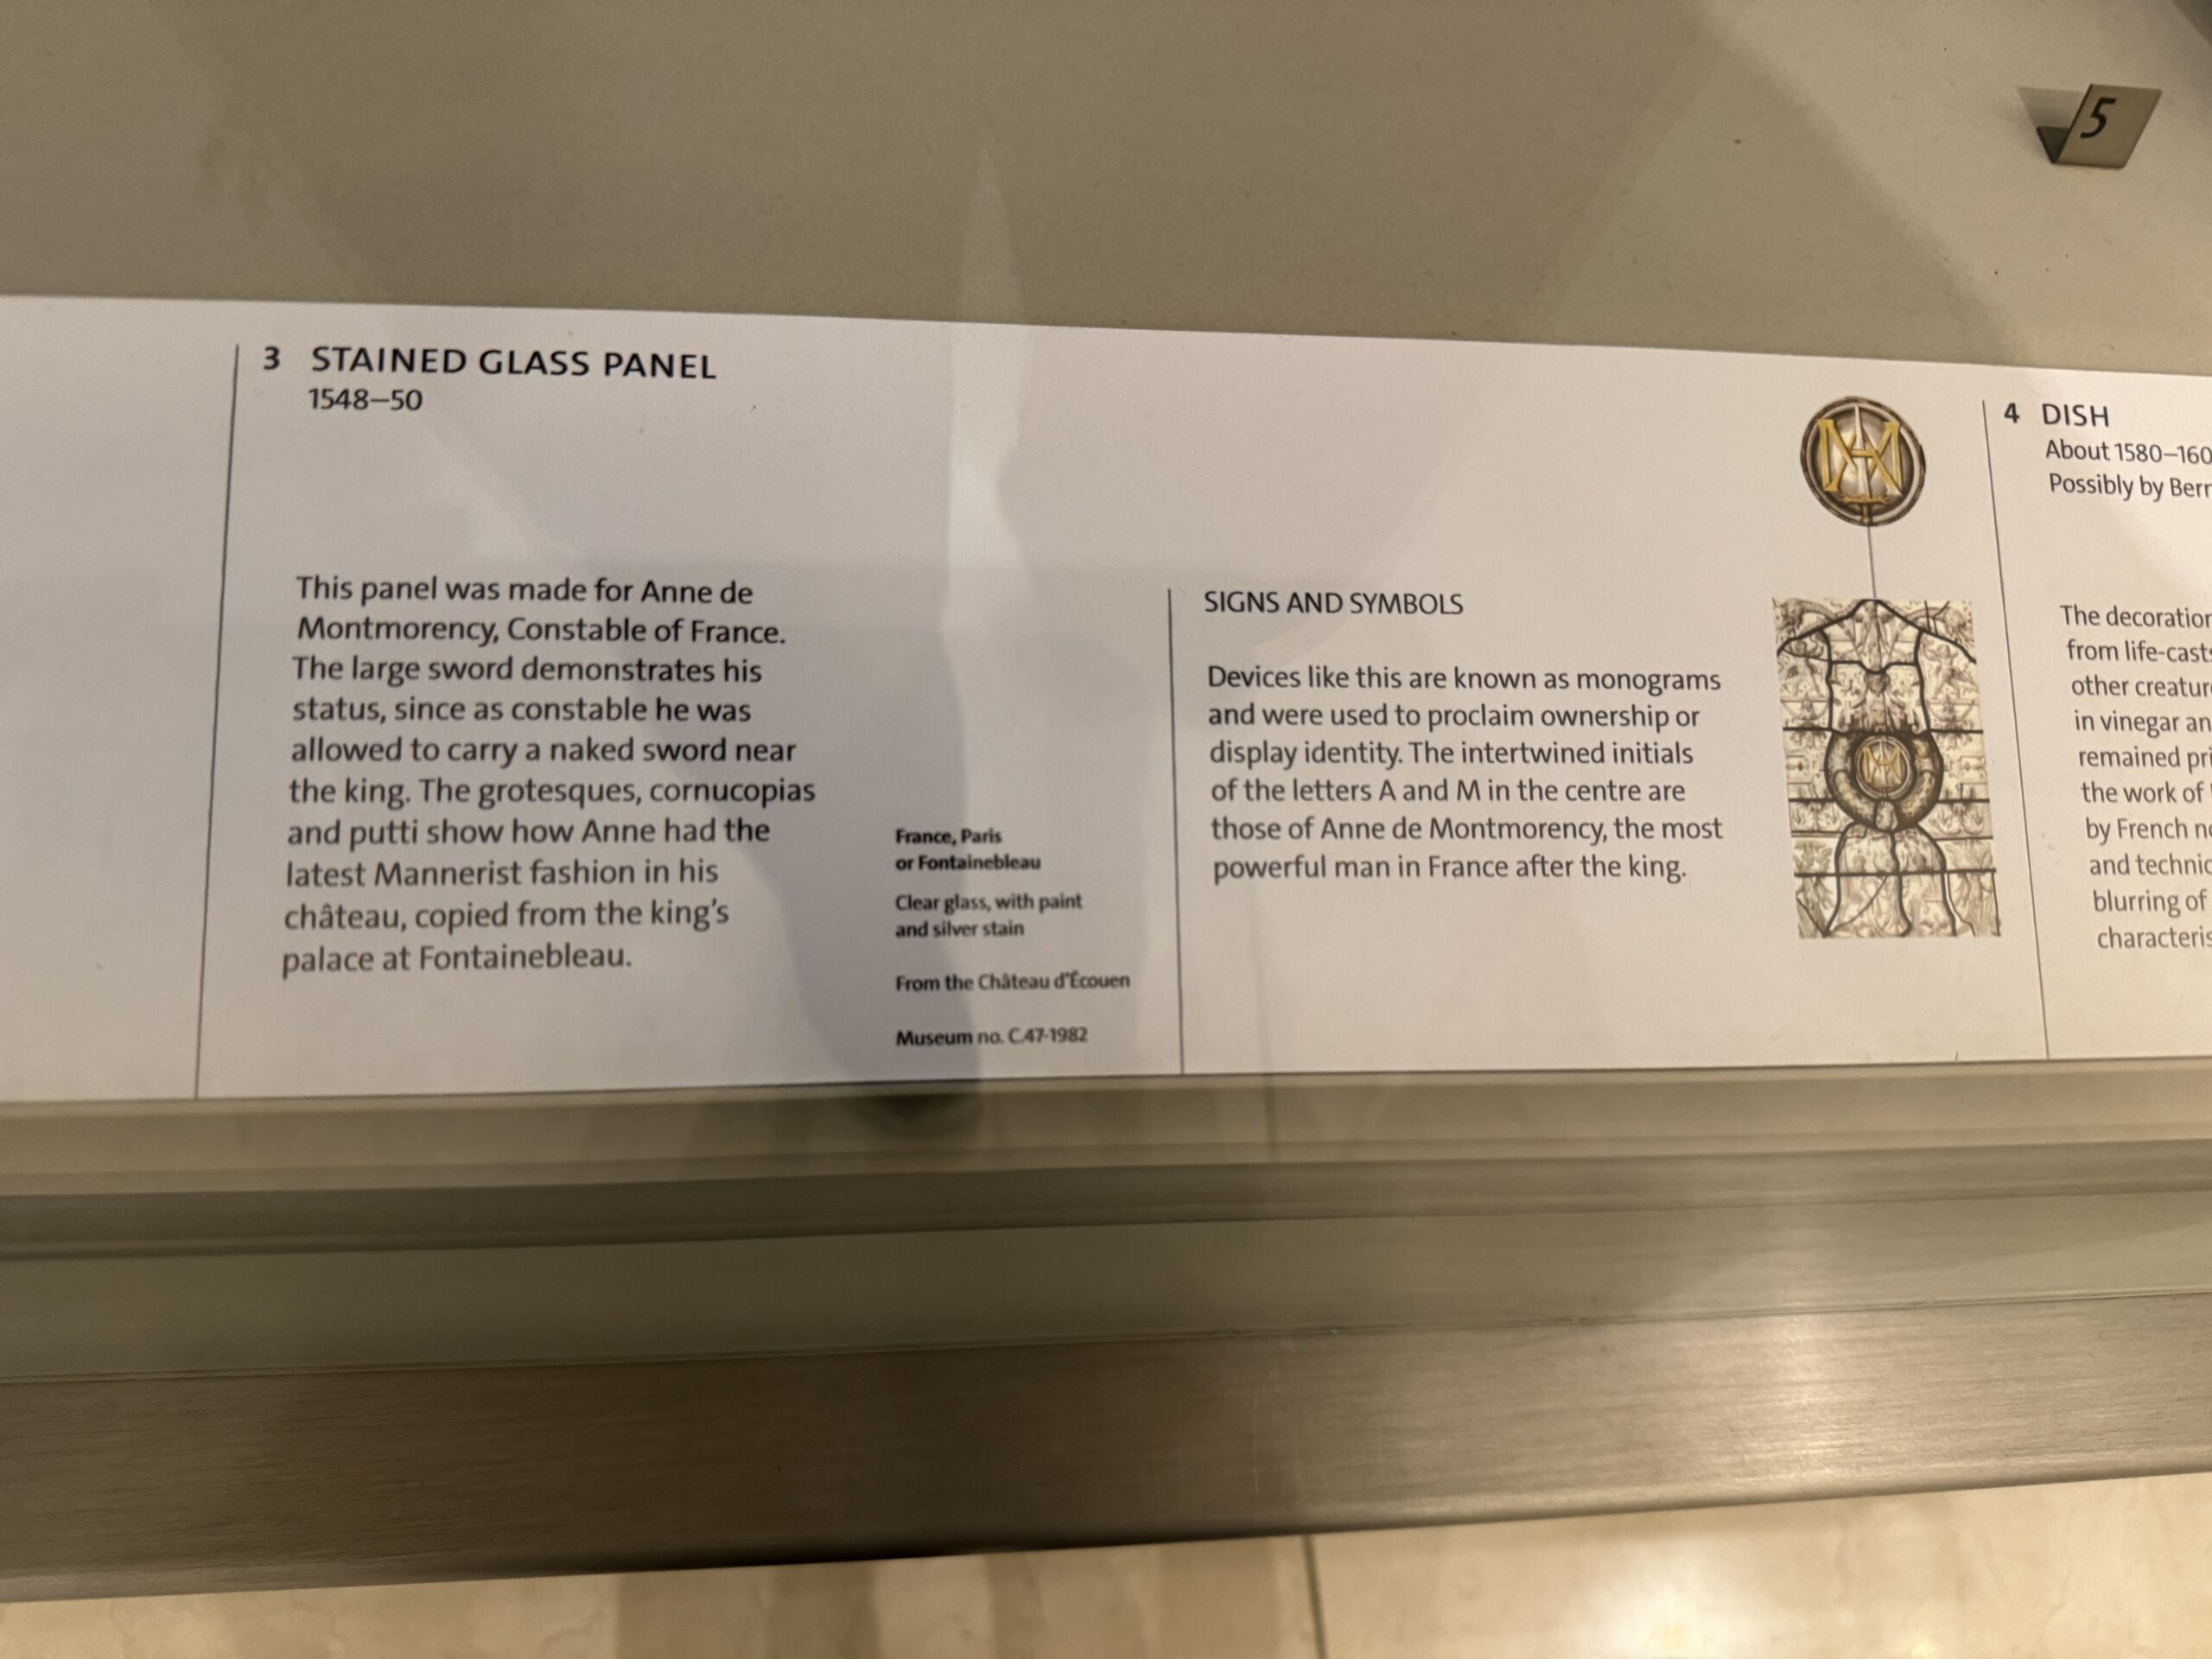 5
3 STAINED GLASS PANEL
1548–50
This panel was made for Anne de
Montmorency, Constable of France.
The large sword demonstrates his
status, since as constable he was
allowed to carry a naked sword near
the king. The grotesques, cornucopias
and putti show how Anne had the
latest Mannerist fashion in his
château, copied from the king's
palace at Fontainebleau.
France, Paris
or Fontainebleau
Clear glass, with paint
and silver stain
From the Château d'Écouen
Museum no. C.47-1982
SIGNS AND SYMBOLS
Devices like this are known as monograms
and were used to proclaim ownership or
display identity. The intertwined initials
of the letters A and M in the centre are
those of Anne de Montmorency, the most
powerful man in France after the king.
4 DISH
About 1580–160
Possibly by Berr
The decoration
from life-casts
other creatur
in vinegar an
remained pri
the work of
by French n
and technic
blurring of
characteris